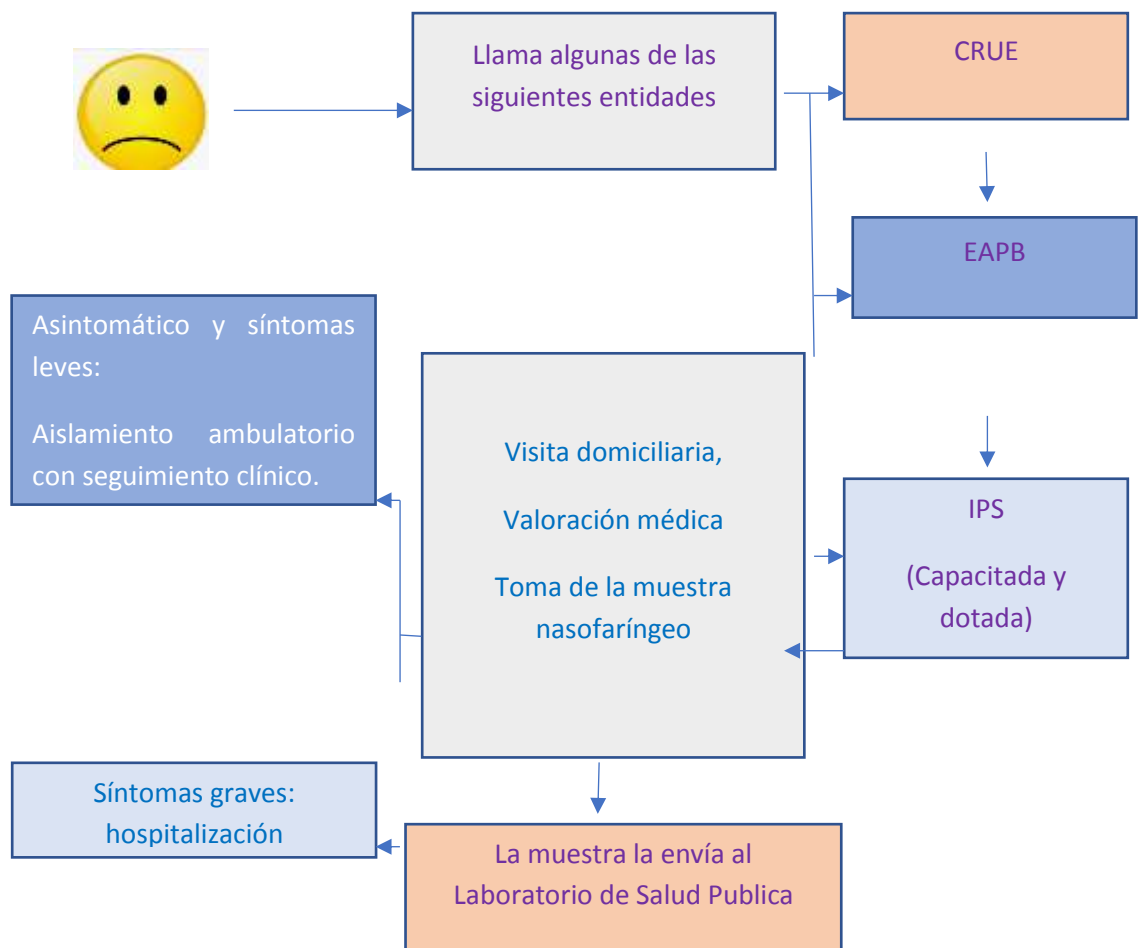 Llama algunas de las
siguientes entidades
CRUE
EAPB
Asintomático y síntomas
leves:
Aislamiento ambulatorio
con seguimiento clínico.
Visita domiciliaria,
Valoración médica
Toma de la muestra
nasofaríngeo
IPS
(Capacitada y
dotada)
Síntomas graves:
hospitalización
La muestra la envía al
Laboratorio de Salud Publica